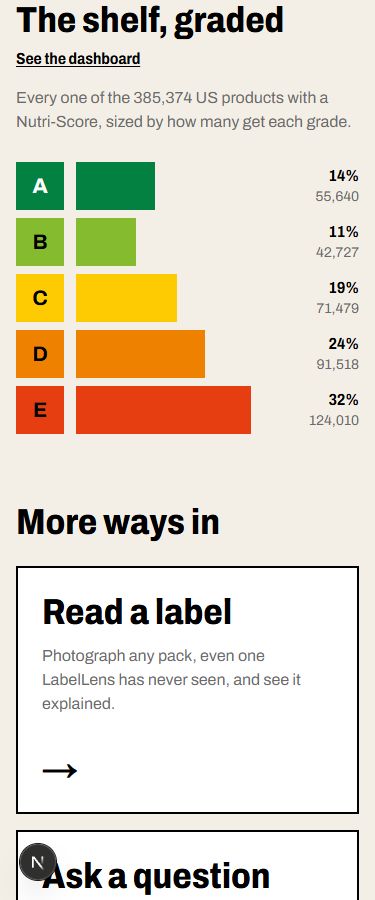 The shelf, graded
See the dashboard
Every one of the 385,374 US products with a
Nutri-Score, sized by how many get each grade.
A 14%
55,640
B 11%
42,727
C 19%
71,479
D 24%
91,518
E 32%
124,010
More ways in
Read a label
Photograph any pack, even one
LabelLens has never seen, and see it
explained.
→
N
Ask a question